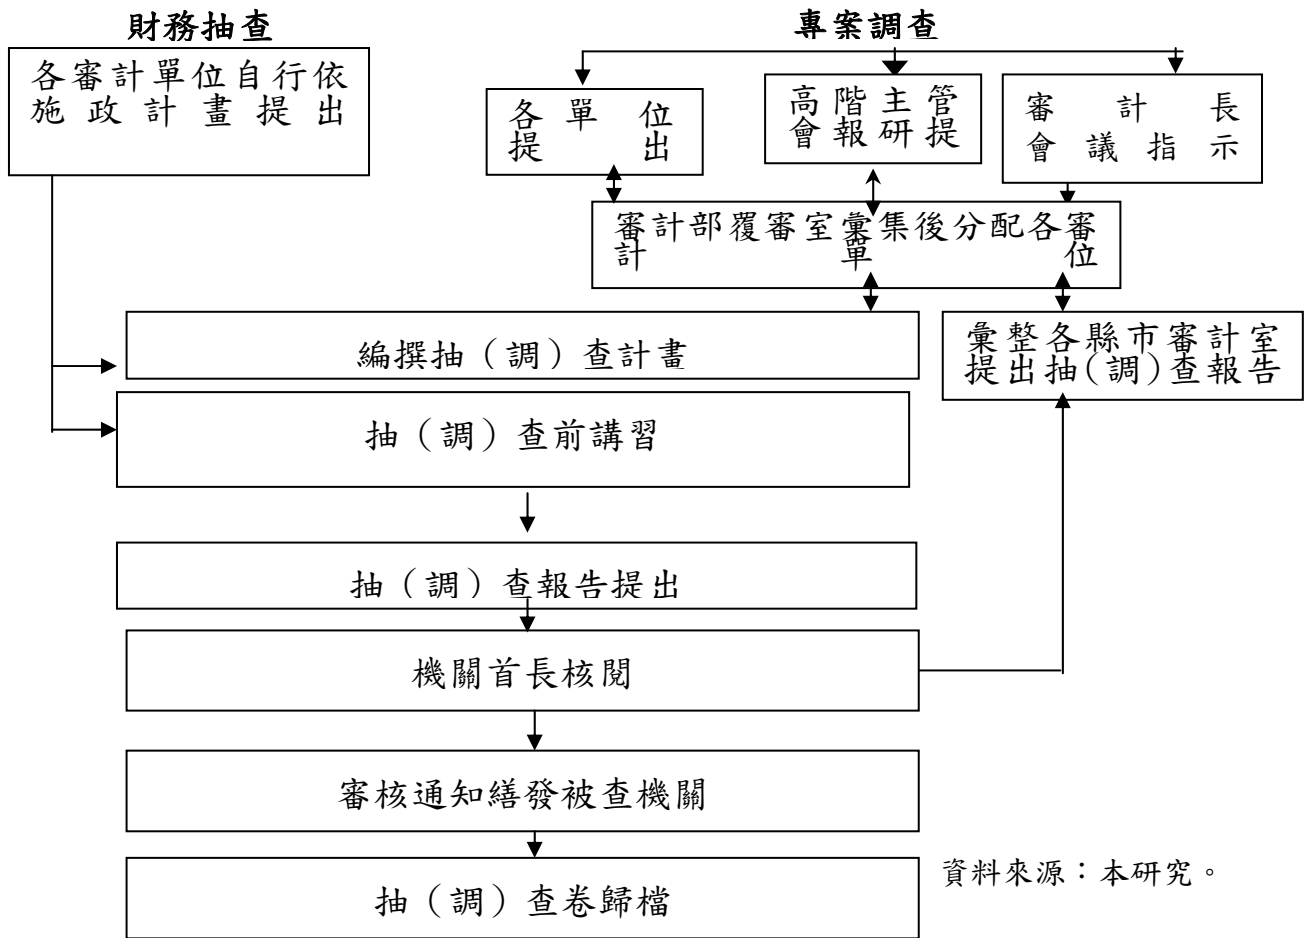 財務抽查
專案調查
各審計單位自行依
施政計畫提出
各單位
提出
高階主管
會報研提
審計長
會議指示
審計部覆審室彙集後分配各審
計單位
編撰抽（調）查計畫
彙整各縣市審計室
提出抽(調)查報告
抽（調）查前講習
抽（調）查報告提出
機關首長核閱
審核通知繕發被查機關
抽（調）查卷歸檔
資料來源：本研究。